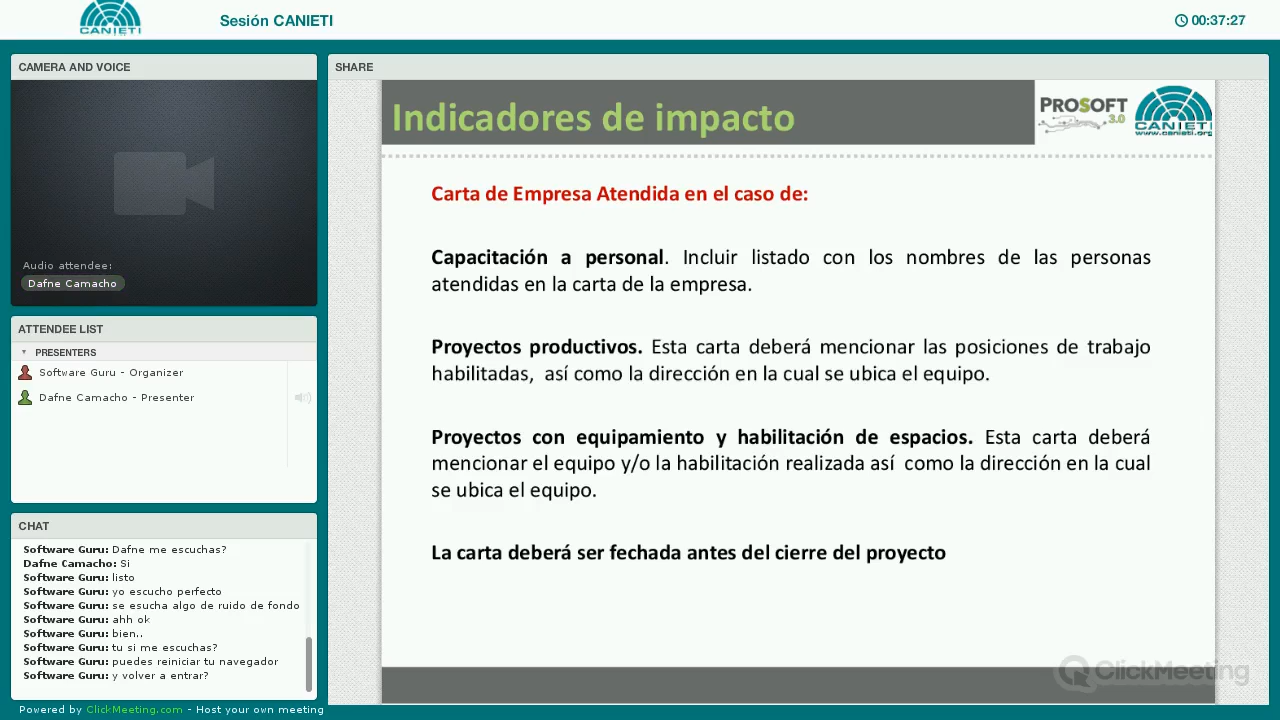 CANIETI
Sesión CANIETI
00:37:27
CAMERA AND VOICE
Audio attendee:
Dafne Camacho
ATTENDEE LIST
PRESENTERS
Software Guru - Organizer
Dafne Camacho - Presenter
CHAT
Software Guru: Dafne me escuchas?
Dafne Camacho: Si
Software Guru: listo
Software Guru: yo escucho perfecto
Software Guru: se esucha algo de ruido de fondo
Software Guru: ahh ok
Software Guru: bien..
Software Guru: tu si me escuchas?
Software Guru: puedes reiniciar tu navegador
Software Guru: y volver a entrar?
Powered by ClickMeeting.com - Host your own meeting
SHARE
Indicadores de impacto
PROSOFT
3.0
CANIETI
www.canieti.org
Carta de Empresa Atendida en el caso de:
Capacitación a personal. Incluir listado con los nombres de las personas
atendidas en la carta de la empresa.
Proyectos productivos. Esta carta deberá mencionar las posiciones de trabajo
habilitadas, así como la dirección en la cual se ubica el equipo.
Proyectos con equipamiento y habilitación de espacios. Esta carta deberá
mencionar el equipo y/o la habilitación realizada así como la dirección en la cual
se ubica el equipo.
La carta deberá ser fechada antes del cierre del proyecto
ClickMeeting